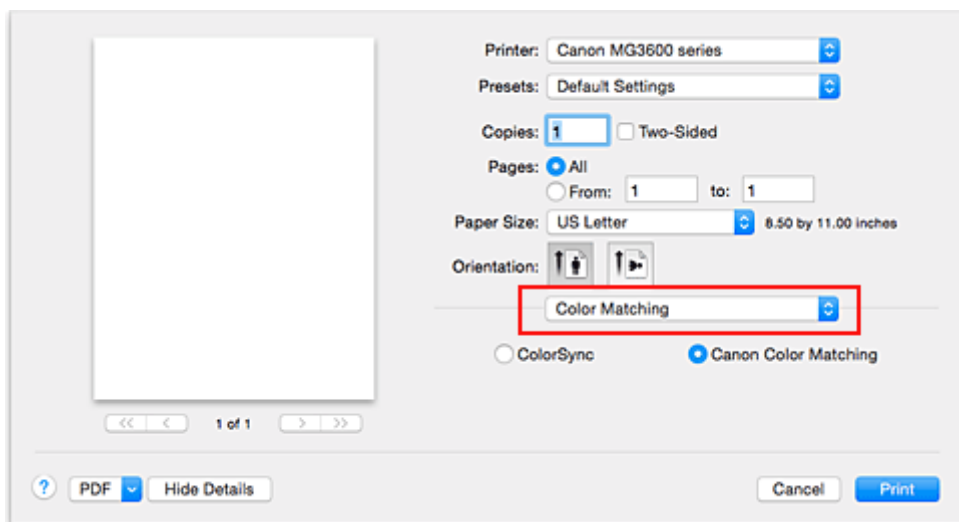 Printer: Canon MG3600 series
Presets: Default Settings
Copies: 1 Two-Sided
Pages: All
From: 1 to: 1
Paper Size: US Letter 8.50 by 11.00 inches
Orientation:
Color Matching
ColorSync Canon Color Matching
<< < 1 of 1 > >>
? PDF Hide Details Cancel Print